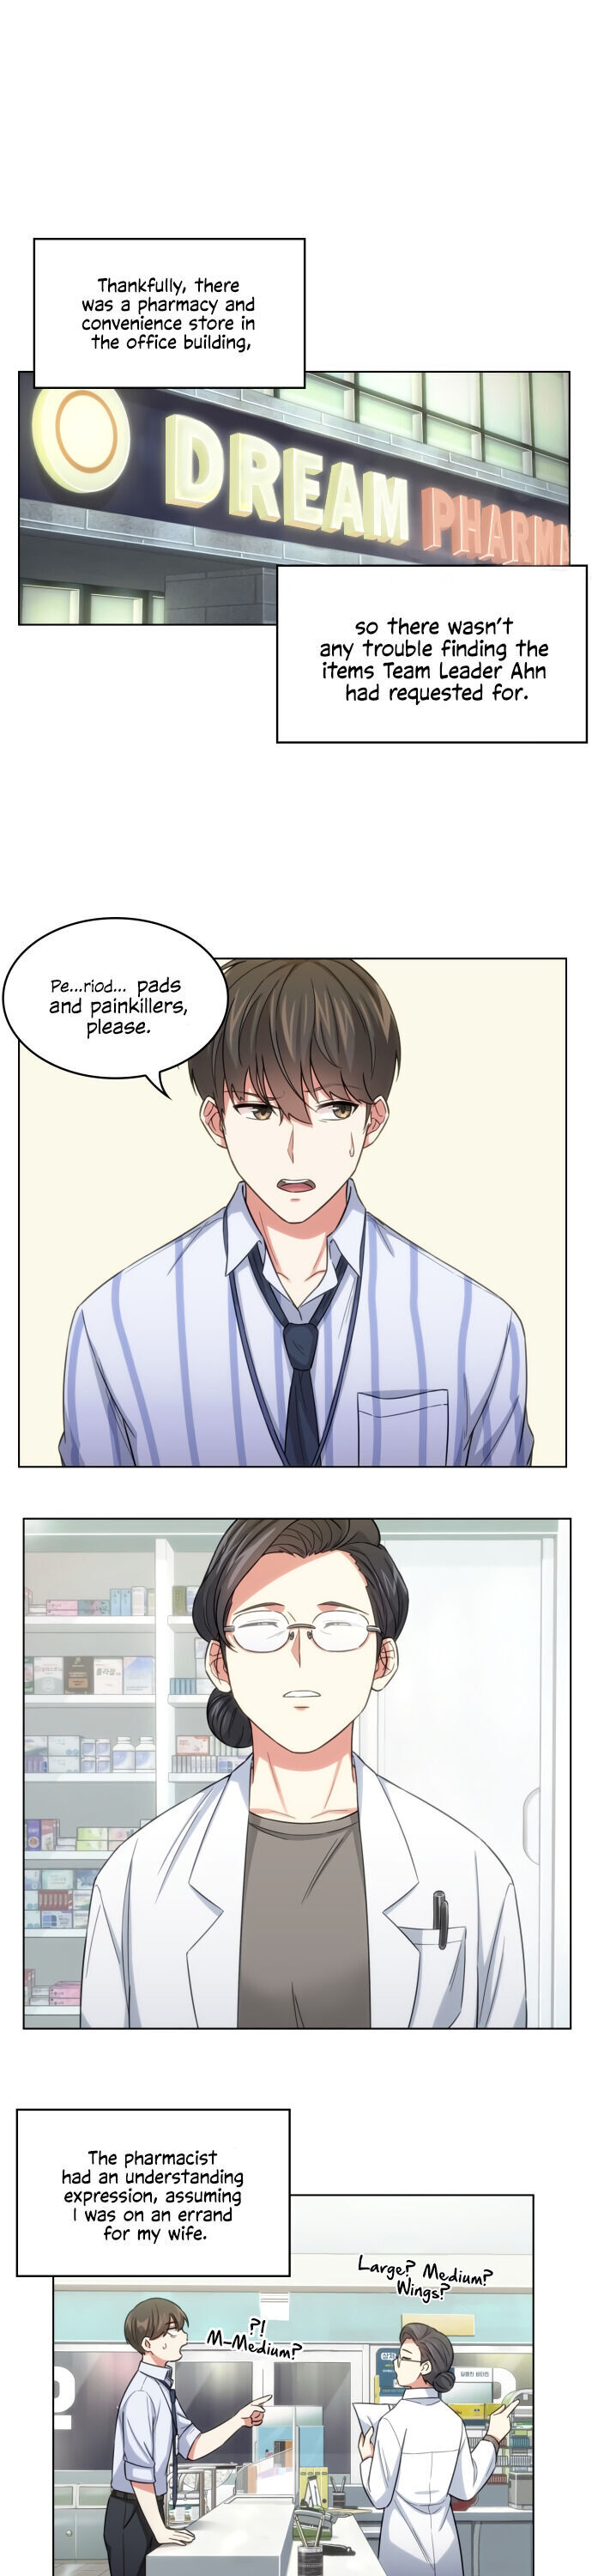 Thankfully, there
was a pharmacy and
convenience store in
the office building,
DREAM PHARMA
so there wasn't
any trouble finding the
items Team Leader Ahn
had requested for.
Pe...riod... pads
and painkillers,
please.
The pharmacist
had an understanding
expression, assuming
I was on an errand
for my wife.
Large? Medium?
Wings?
?!
M-Medium?